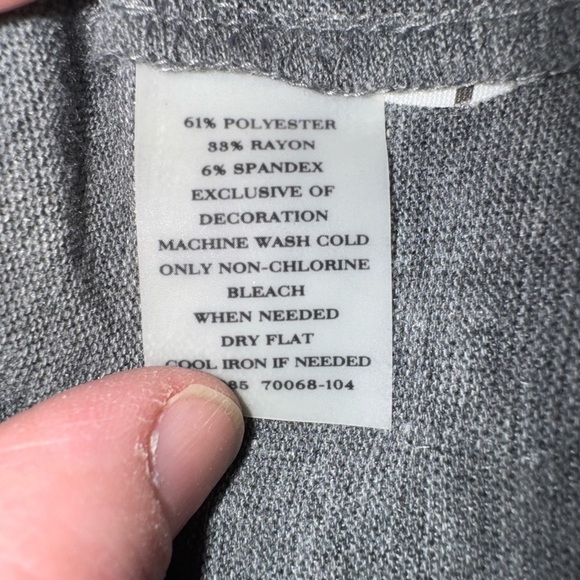 61% POLYESTER
33% RAYON
6% SPANDEX
EXCLUSIVE OF
DECORATION
MACHINE WASH COLD
ONLY NON-CHLORINE
BLEACH
WHEN NEEDED
DRY FLAT
COOL IRON IF NEEDED
85 70068-104